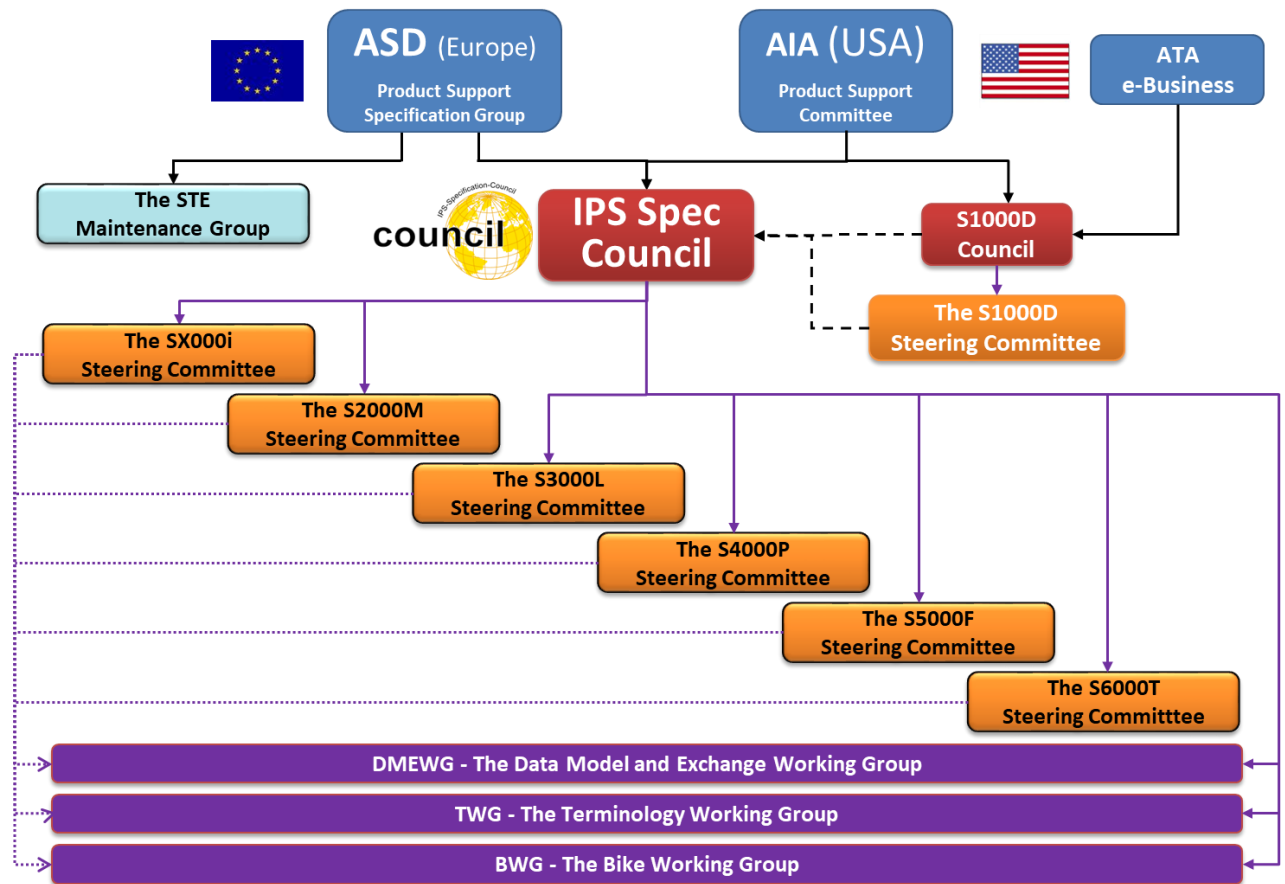 ASD (Europe)
Product Support
Specification Group
AIA (USA)
Product Support
Committee
ATA
e-Business
The STE
Maintenance Group
IPS-Specification-Council
council
IPS Spec
Council
S1000D
Council
The S1000D
Steering Committee
The SX000i
Steering Committee
The S2000M
Steering Committee
The S3000L
Steering Committee
The S4000P
Steering Committee
The S5000F
Steering Committee
The S6000T
Steering Committtee
DMEWG - The Data Model and Exchange Working Group
TWG - The Terminology Working Group
BWG - The Bike Working Group